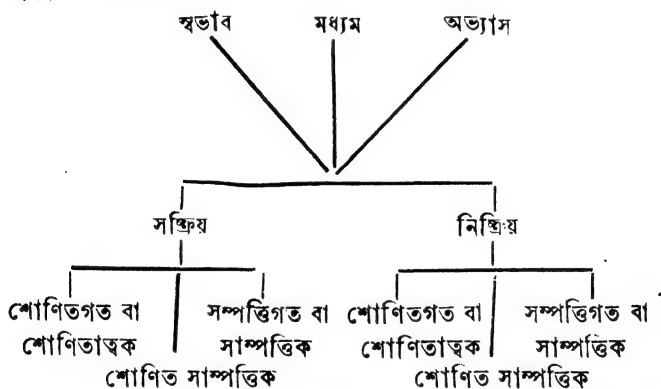 স্বভাব মধ্যম অভ্যাস
সক্রিয় নিষ্ক্রিয়
শোণিতগত বা সম্পত্তিগত বা শোণিতগত বা সম্পত্তিগত বা
শোণিতাত্বক সাম্পত্তিক শোণিতাত্বক সাম্পত্তিক
শোণিত সাম্পত্তিক শোণিত সাম্পত্তিক